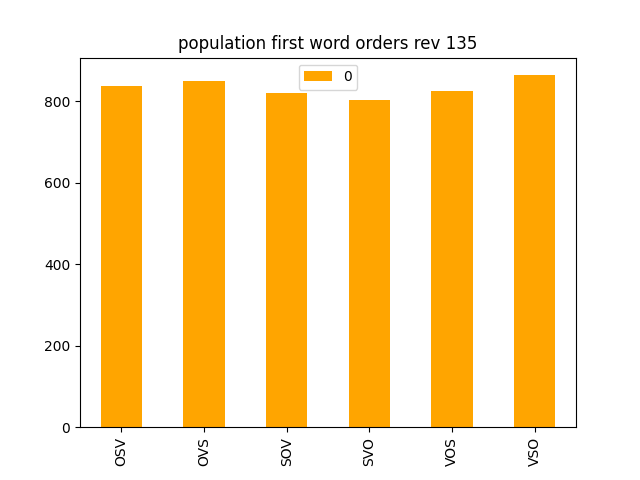 population first word orders rev 135
0
800
600
400
200
0
OSV
OVS
SOV
SVO
VOS
VSO